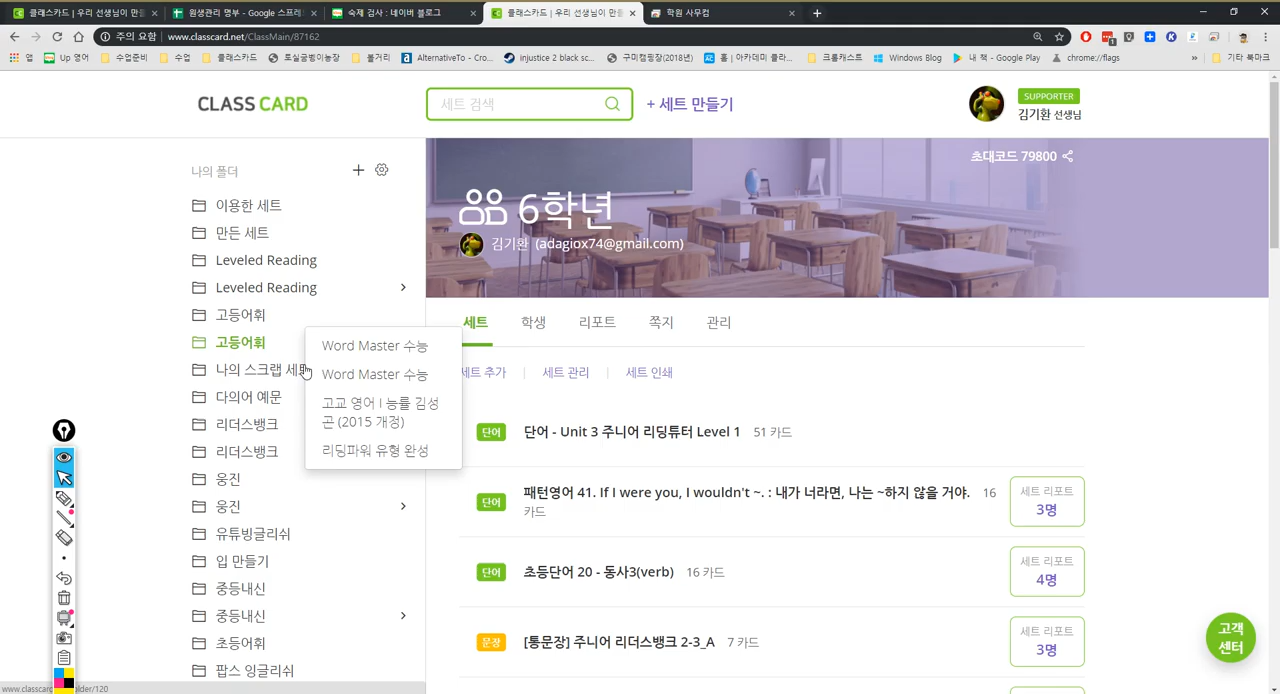 클래스카드 | 우리 선생님이 만든
원생관리 명부 - Google 스프레
숙제 검사 : 네이버 블로그
클래스카드 | 우리 선생님이 만든
학원 사무컴
주의 요함 | www.classcard.net/ClassMain/87162
앱
Up 영어
수업준비
수업
클래스카드
토실궁뱅이농장
볼거리
AlternativeTo - Cro...
Injustice 2 black sc...
구미캠핑장(2018년)
홈 | 아카데미 클라...
크롬캐스트
Windows Blog
내 책 - Google Play
chrome://flags
»
기타 북마크
CLASS CARD
세트 검색
+ 세트 만들기
SUPPORTER
김기환 선생님
초대코드 79800
6학년
김기환 (adagiox74@gmail.com)
나의 폴더
이용한 세트
만든 세트
Leveled Reading
Leveled Reading
고등어휘
고등어휘
나의 스크랩 세트
다의어 예문
리더스뱅크
리더스뱅크
웅진
웅진
유튜빙글리쉬
입 만들기
중등내신
중등내신
초등어휘
팝스 잉글리쉬
Word Master 수능
Word Master 수능
고교 영어 I 능률 김성
곤 (2015 개정)
리딩파워 유형 완성
세트
학생
리포트
쪽지
관리
세트 추가 | 세트 관리 | 세트 인쇄
단어
단어 - Unit 3 주니어 리딩튜터 Level 1 51 카드
단어
패턴영어 41. If I were you, I wouldn't ~. : 내가 너라면, 나는 ~하지 않을 거야. 16
카드
세트 리포트
3명
단어
초등단어 20 - 동사3(verb) 16 카드
세트 리포트
4명
문장
[통문장] 주니어 리더스뱅크 2-3_A 7 카드
세트 리포트
3명
고객
센터